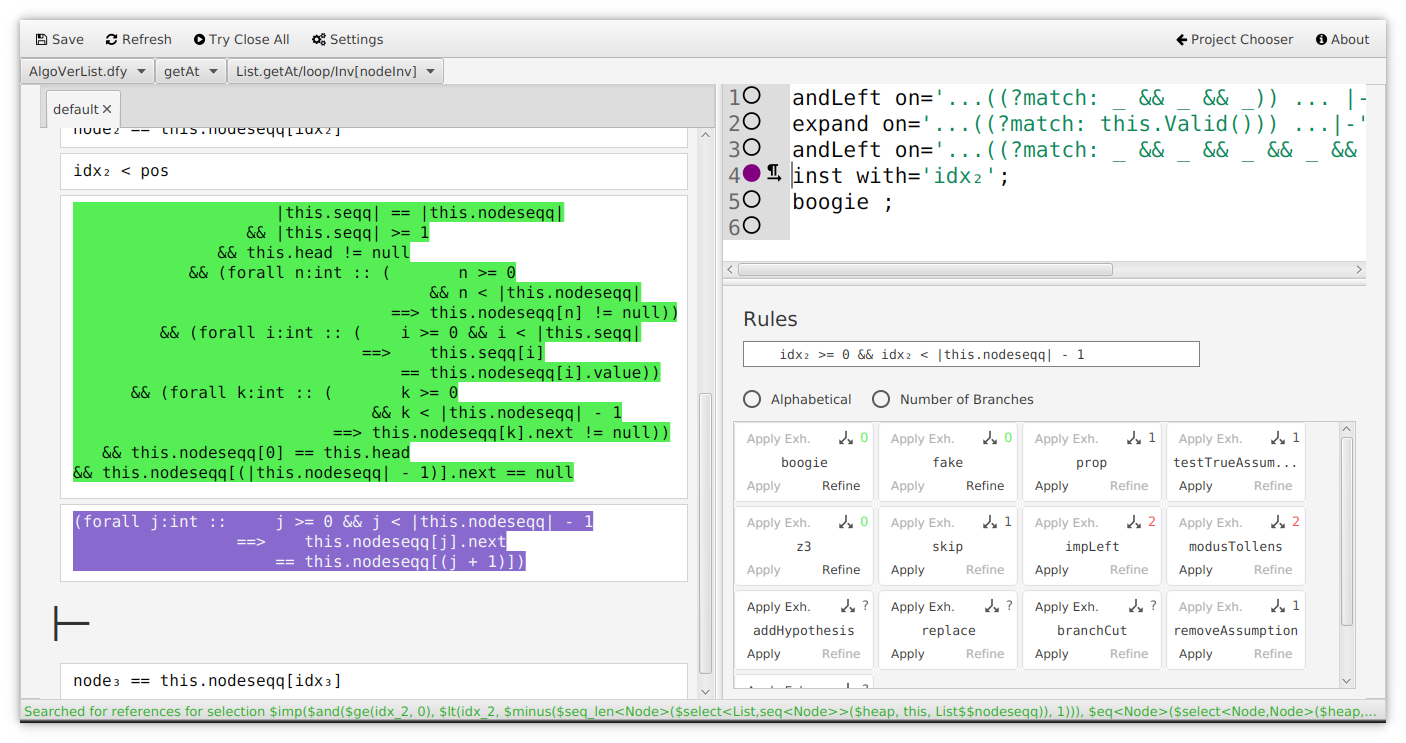 Save Refresh Try Close All Settings Project Chooser About
AlgoVerList.dfy getAt List.getAt/loop/Inv[nodeInv]
default
node₂ == this.nodeseqq[idx₂]
idx₂ < pos
|this.seqq| == |this.nodeseqq|
&& |this.seqq| >= 1
&& this.head != null
&& (forall n:int :: ( n >= 0
&& n < |this.nodeseqq|
==> this.nodeseqq[n] != null))
&& (forall i:int :: ( i >= 0 && i < |this.seqq|
==> this.seqq[i]
== this.nodeseqq[i].value))
&& (forall k:int :: ( k >= 0
&& k < |this.nodeseqq| - 1
==> this.nodeseqq[k].next != null))
&& this.nodeseqq[0] == this.head
&& this.nodeseqq[(|this.nodeseqq| - 1)].next == null
(forall j:int :: j >= 0 && j < |this.nodeseqq| - 1
==> this.nodeseqq[j].next
== this.nodeseqq[(j + 1)])
node₃ == this.nodeseqq[idx₃]
1 andLeft on='...((?match: _ && _ && _)) ... |-
2 expand on='...((?match: this.Valid())) ...|-'
3 andLeft on='...((?match: _ && _ && _ && _ &&
4 inst with='idx₂';
5 boogie ;
6
Rules
idx₂ >= 0 && idx₂ < |this.nodeseqq| - 1
Alphabetical Number of Branches
Apply Exh. 0 Apply Exh. 0 Apply Exh. 1 Apply Exh. 1
boogie fake prop testTrueAssum...
Apply Refine Apply Refine Apply Refine Apply Refine
Apply Exh. 0 Apply Exh. 1 Apply Exh. 2 Apply Exh. 2
z3 skip impLeft modusTollens
Apply Refine Apply Refine Apply Refine Apply Refine
Apply Exh. ? Apply Exh. ? Apply Exh. ? Apply Exh. 1
addHypothesis replace branchCut removeAssumption
Apply Refine Apply Refine Apply Refine Apply Refine
Apply Exh. ?
Searched for references for selection $imp($and($ge(idx_2, 0), $lt(idx_2, $minus($seq_len<Node>($select<List,seq<Node>>($heap, this, List$$nodeseqq)), 1))), $eq<Node>($select<Node,Node>($heap,...